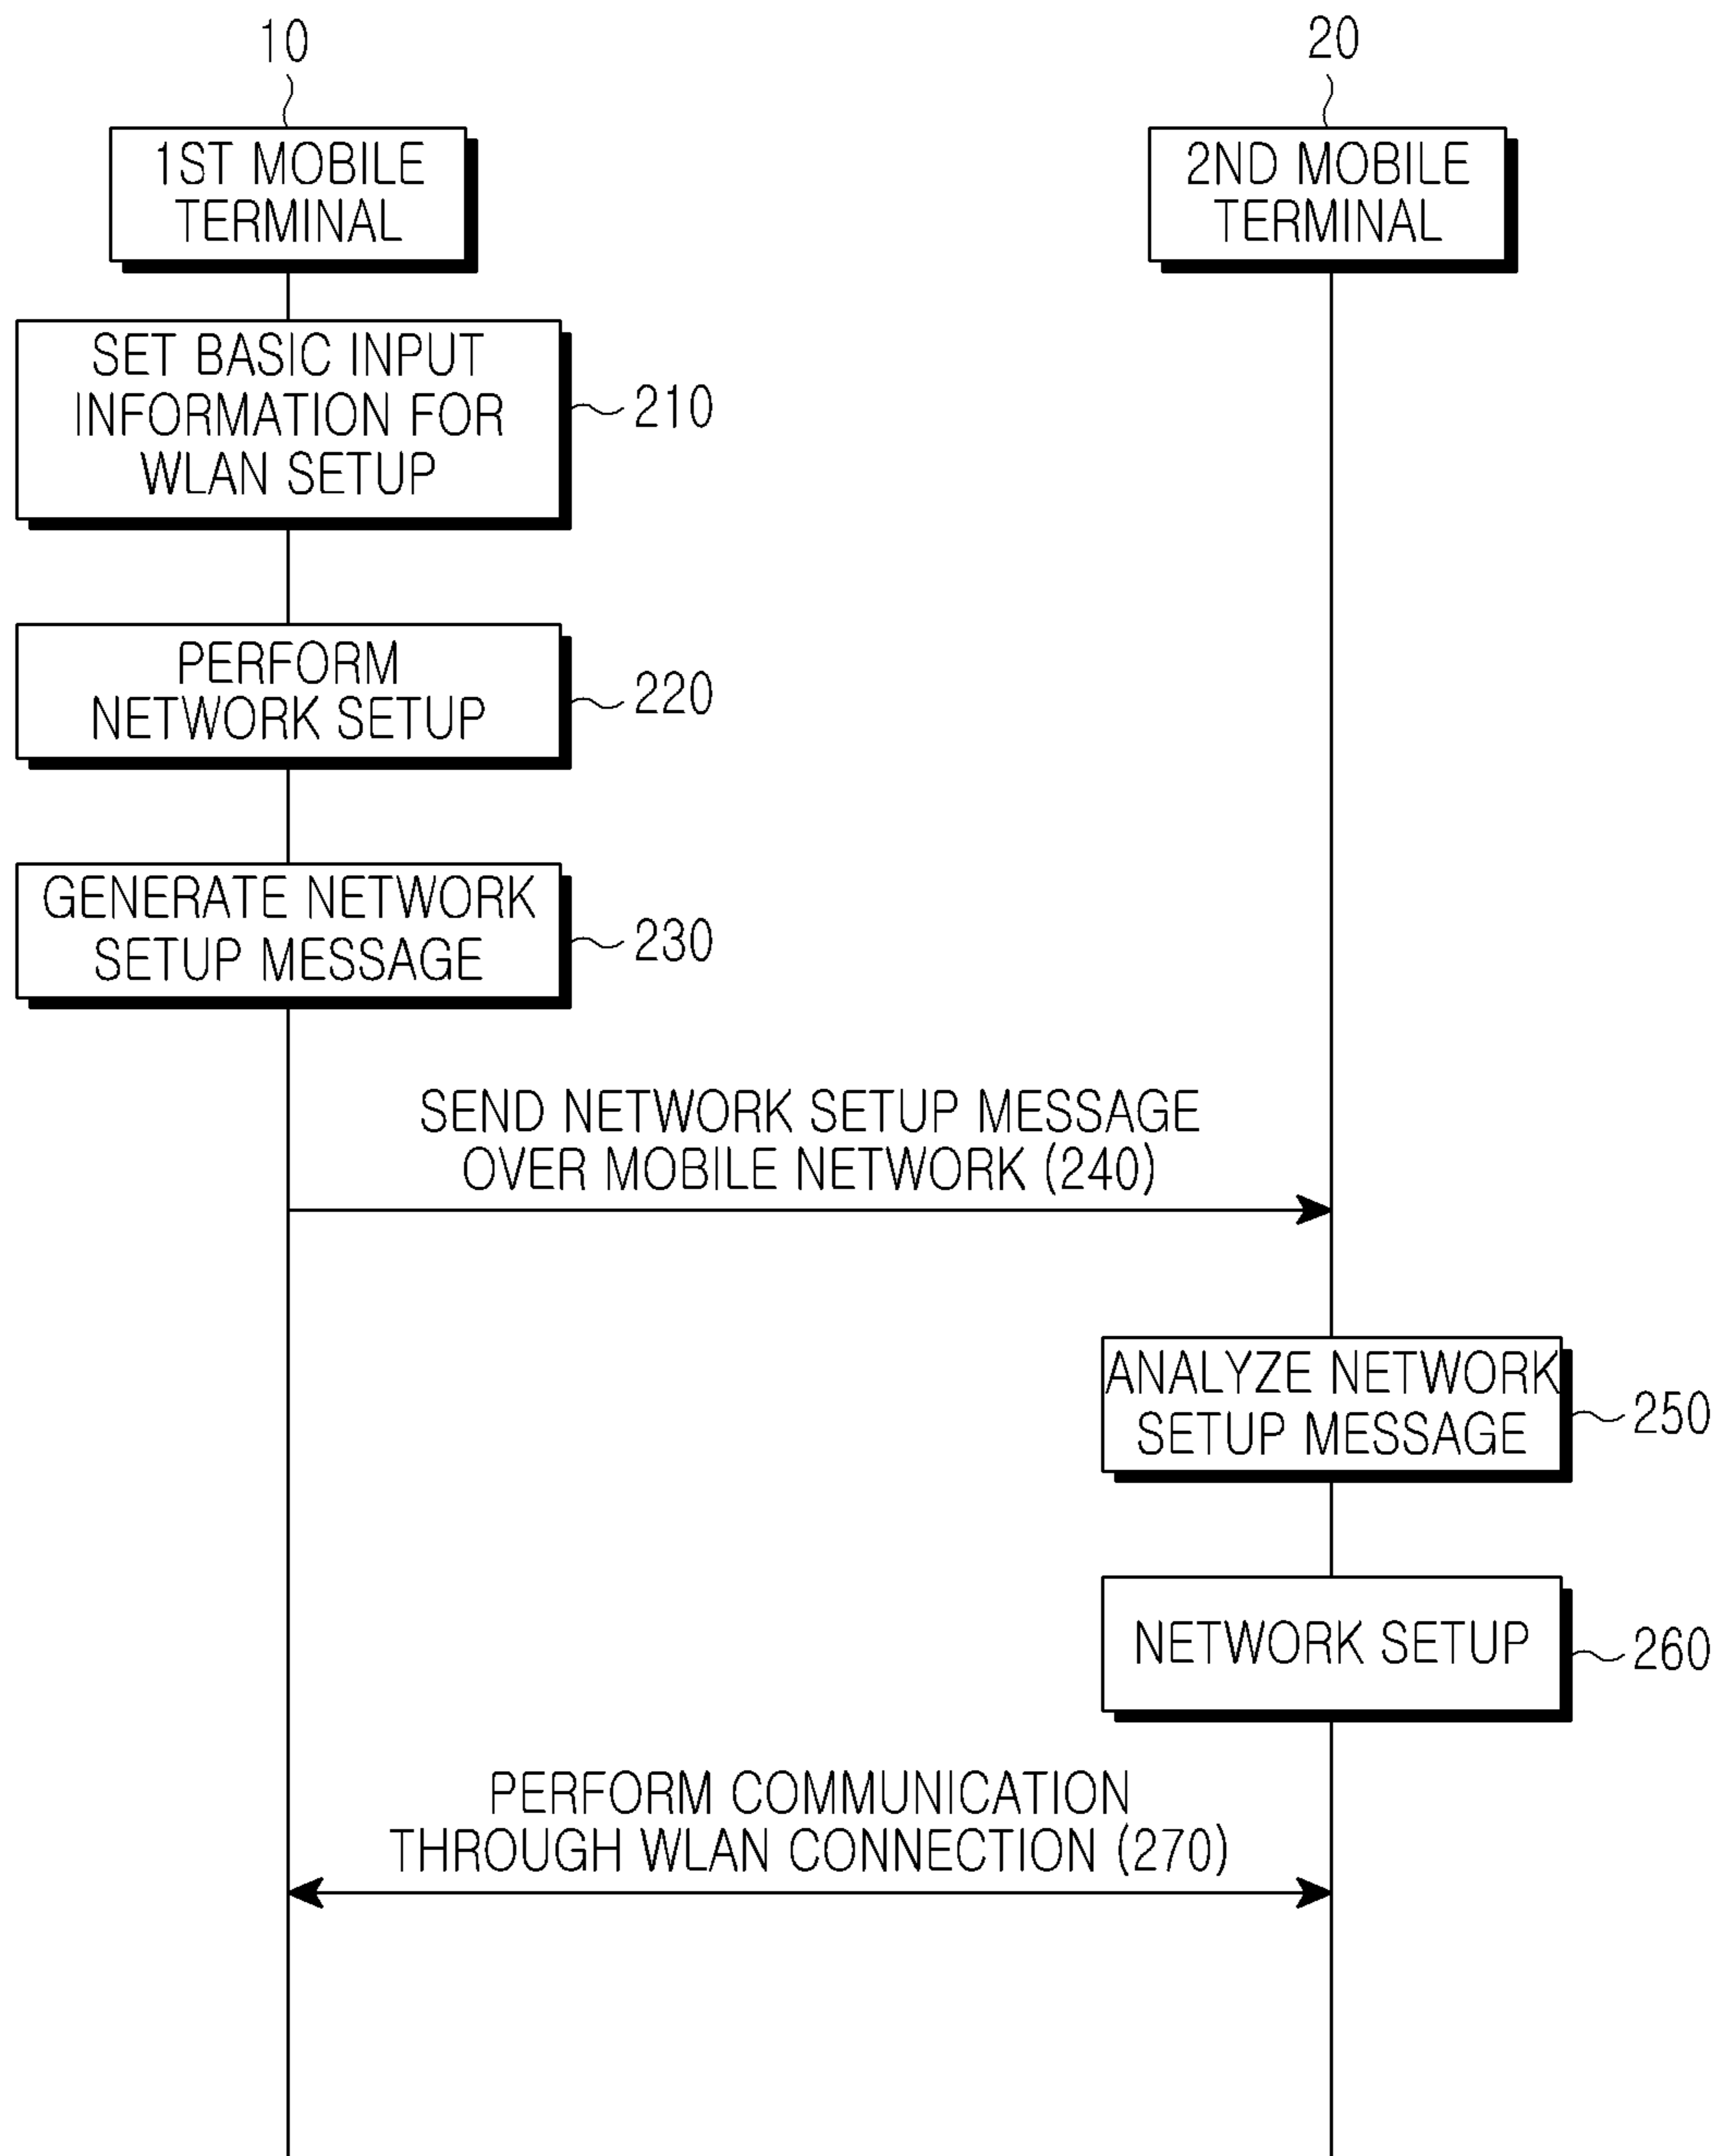 10
20
1ST MOBILE
TERMINAL
2ND MOBILE
TERMINAL
SET BASIC INPUT
INFORMATION FOR
WLAN SETUP
210
PERFORM
NETWORK SETUP
220
GENERATE NETWORK
SETUP MESSAGE
230
SEND NETWORK SETUP MESSAGE
OVER MOBILE NETWORK (240)
ANALYZE NETWORK
SETUP MESSAGE
250
NETWORK SETUP
260
PERFORM COMMUNICATION
THROUGH WLAN CONNECTION (270)